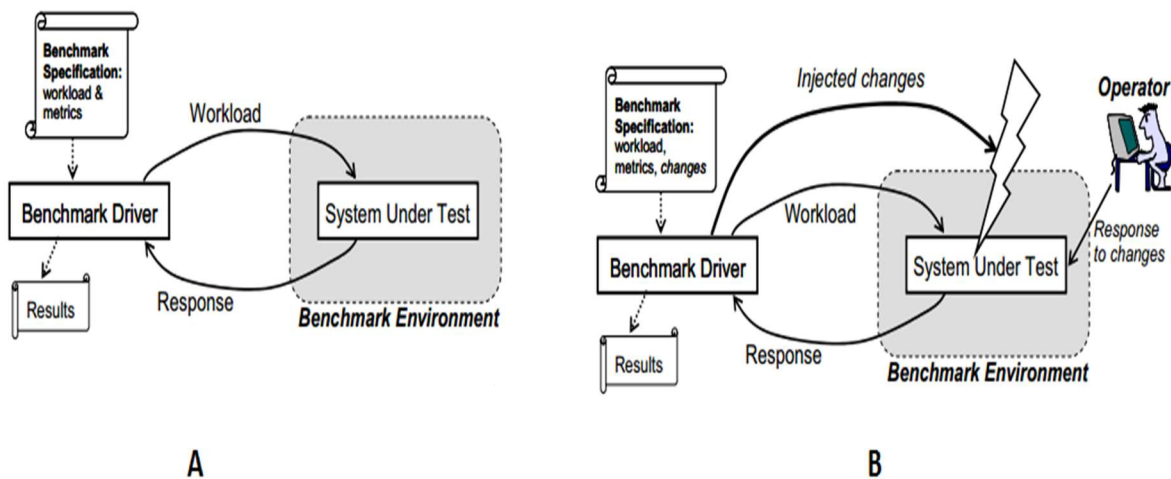 Benchmark
Specification:
workload &
metrics
Workload
Benchmark Driver
System Under Test
Results
Response
Benchmark Environment
A
Benchmark
Specification:
workload,
metrics, changes
Injected changes
Operator
Workload
Benchmark Driver
System Under Test
Response
to changes
Results
Response
Benchmark Environment
B